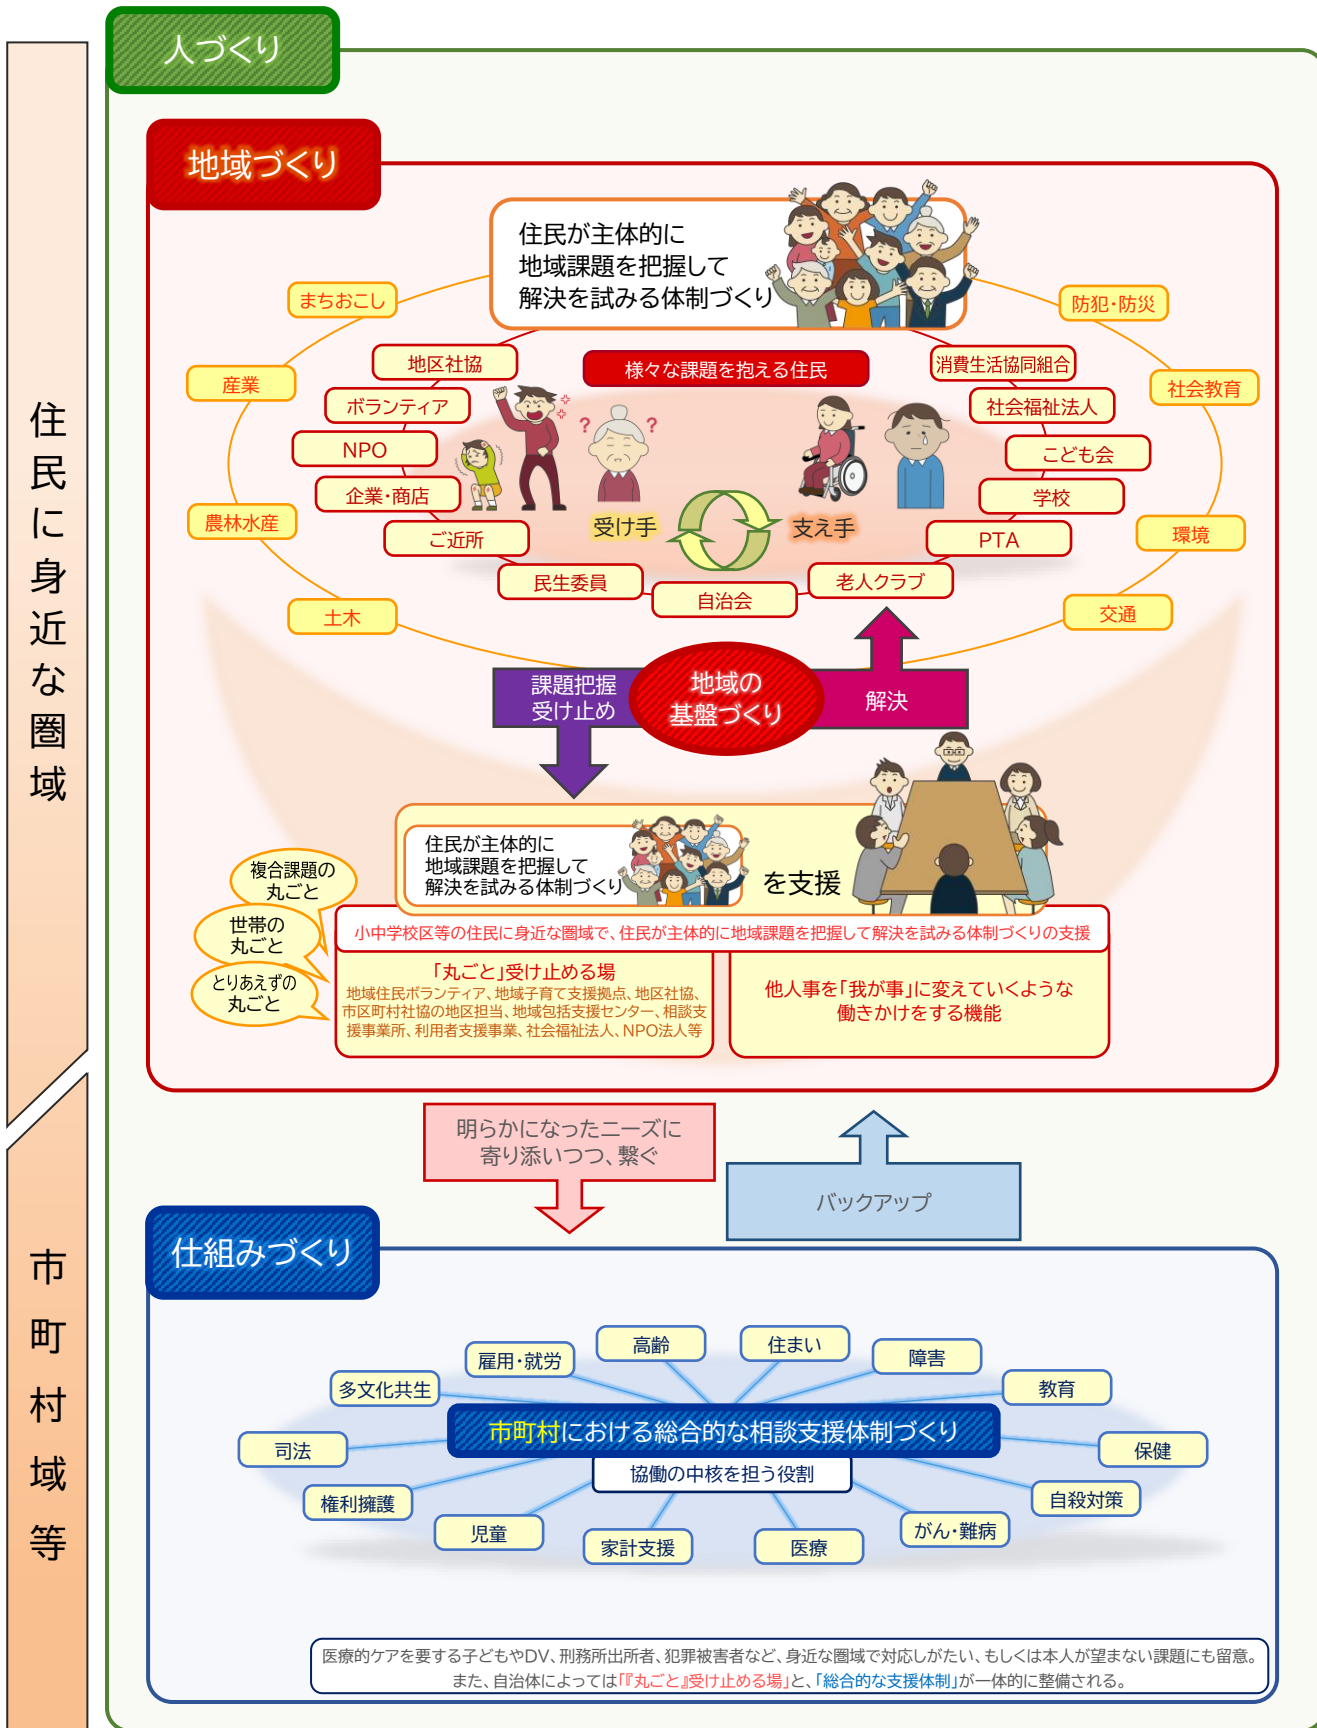 人づくり
住民に身近な圏域
地域づくり
住民が主体的に
地域課題を把握して
解決を試みる体制づくり
まちおこし
防犯・防災
地区社協
様々な課題を抱える住民
消費生活協同組合
産業
ボランティア
社会福祉法人
社会教育
NPO
? ?
こども会
企業・商店
学校
農林水産
ご近所
受け手
支え手
PTA
環境
民生委員
自治会
老人クラブ
土木
交通
課題把握
受け止め
地域の
基盤づくり
解決
住民が主体的に
地域課題を把握して
解決を試みる体制づくり
を支援
複合課題の
丸ごと
世帯の
丸ごと
とりあえずの
丸ごと
小中学校区等の住民に身近な圏域で、住民が主体的に地域課題を把握して解決を試みる体制づくりの支援
「丸ごと」受け止める場
地域住民ボランティア、地域子育て支援拠点、地区社協、
市区町村社協の地区担当、地域包括支援センター、相談支
援事業所、利用者支援事業、社会福祉法人、NPO法人等
他人事を「我が事」に変えていくような
働きかけをする機能
明らかになったニーズに
寄り添いつつ、繋ぐ
バックアップ
市町村域等
仕組みづくり
高齢
住まい
雇用・就労
障害
多文化共生
教育
市町村における総合的な相談支援体制づくり
司法
保健
協働の中核を担う役割
権利擁護
自殺対策
児童
がん・難病
家計支援
医療
医療的ケアを要する子どもやDV、刑務所出所者、犯罪被害者など、身近な圏域で対応しがたい、もしくは本人が望まない課題にも留意。
また、自治体によっては「『丸ごと』受け止める場」と、「総合的な支援体制」が一体的に整備される。